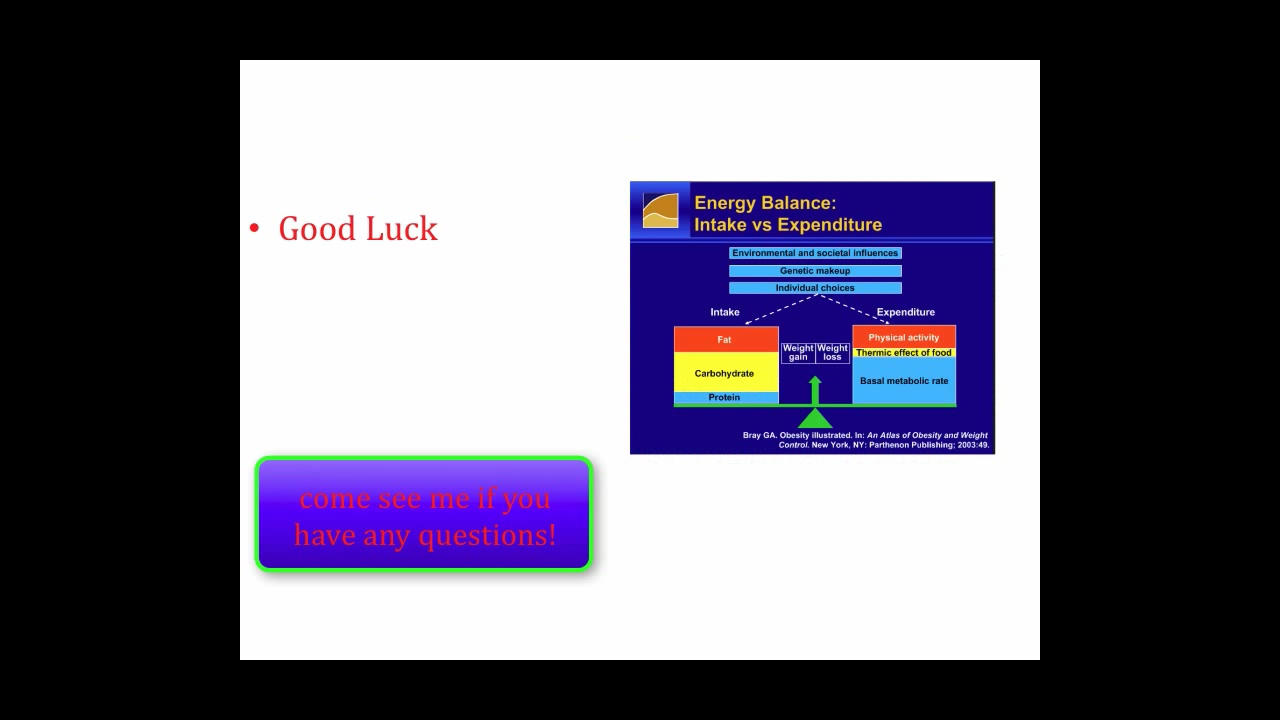 • Good Luck
come see me if you
have any questions!
Energy Balance:
Intake vs Expenditure
Environmental and societal influences
Genetic makeup
Individual choices
Intake
Expenditure
Fat
Carbohydrate
Protein
Weight
gain
Weight
loss
Physical activity
Thermic effect of food
Basal metabolic rate
Bray GA. Obesity illustrated. In: An Atlas of Obesity and Weight
Control. New York, NY: Parthenon Publishing; 2003:49.